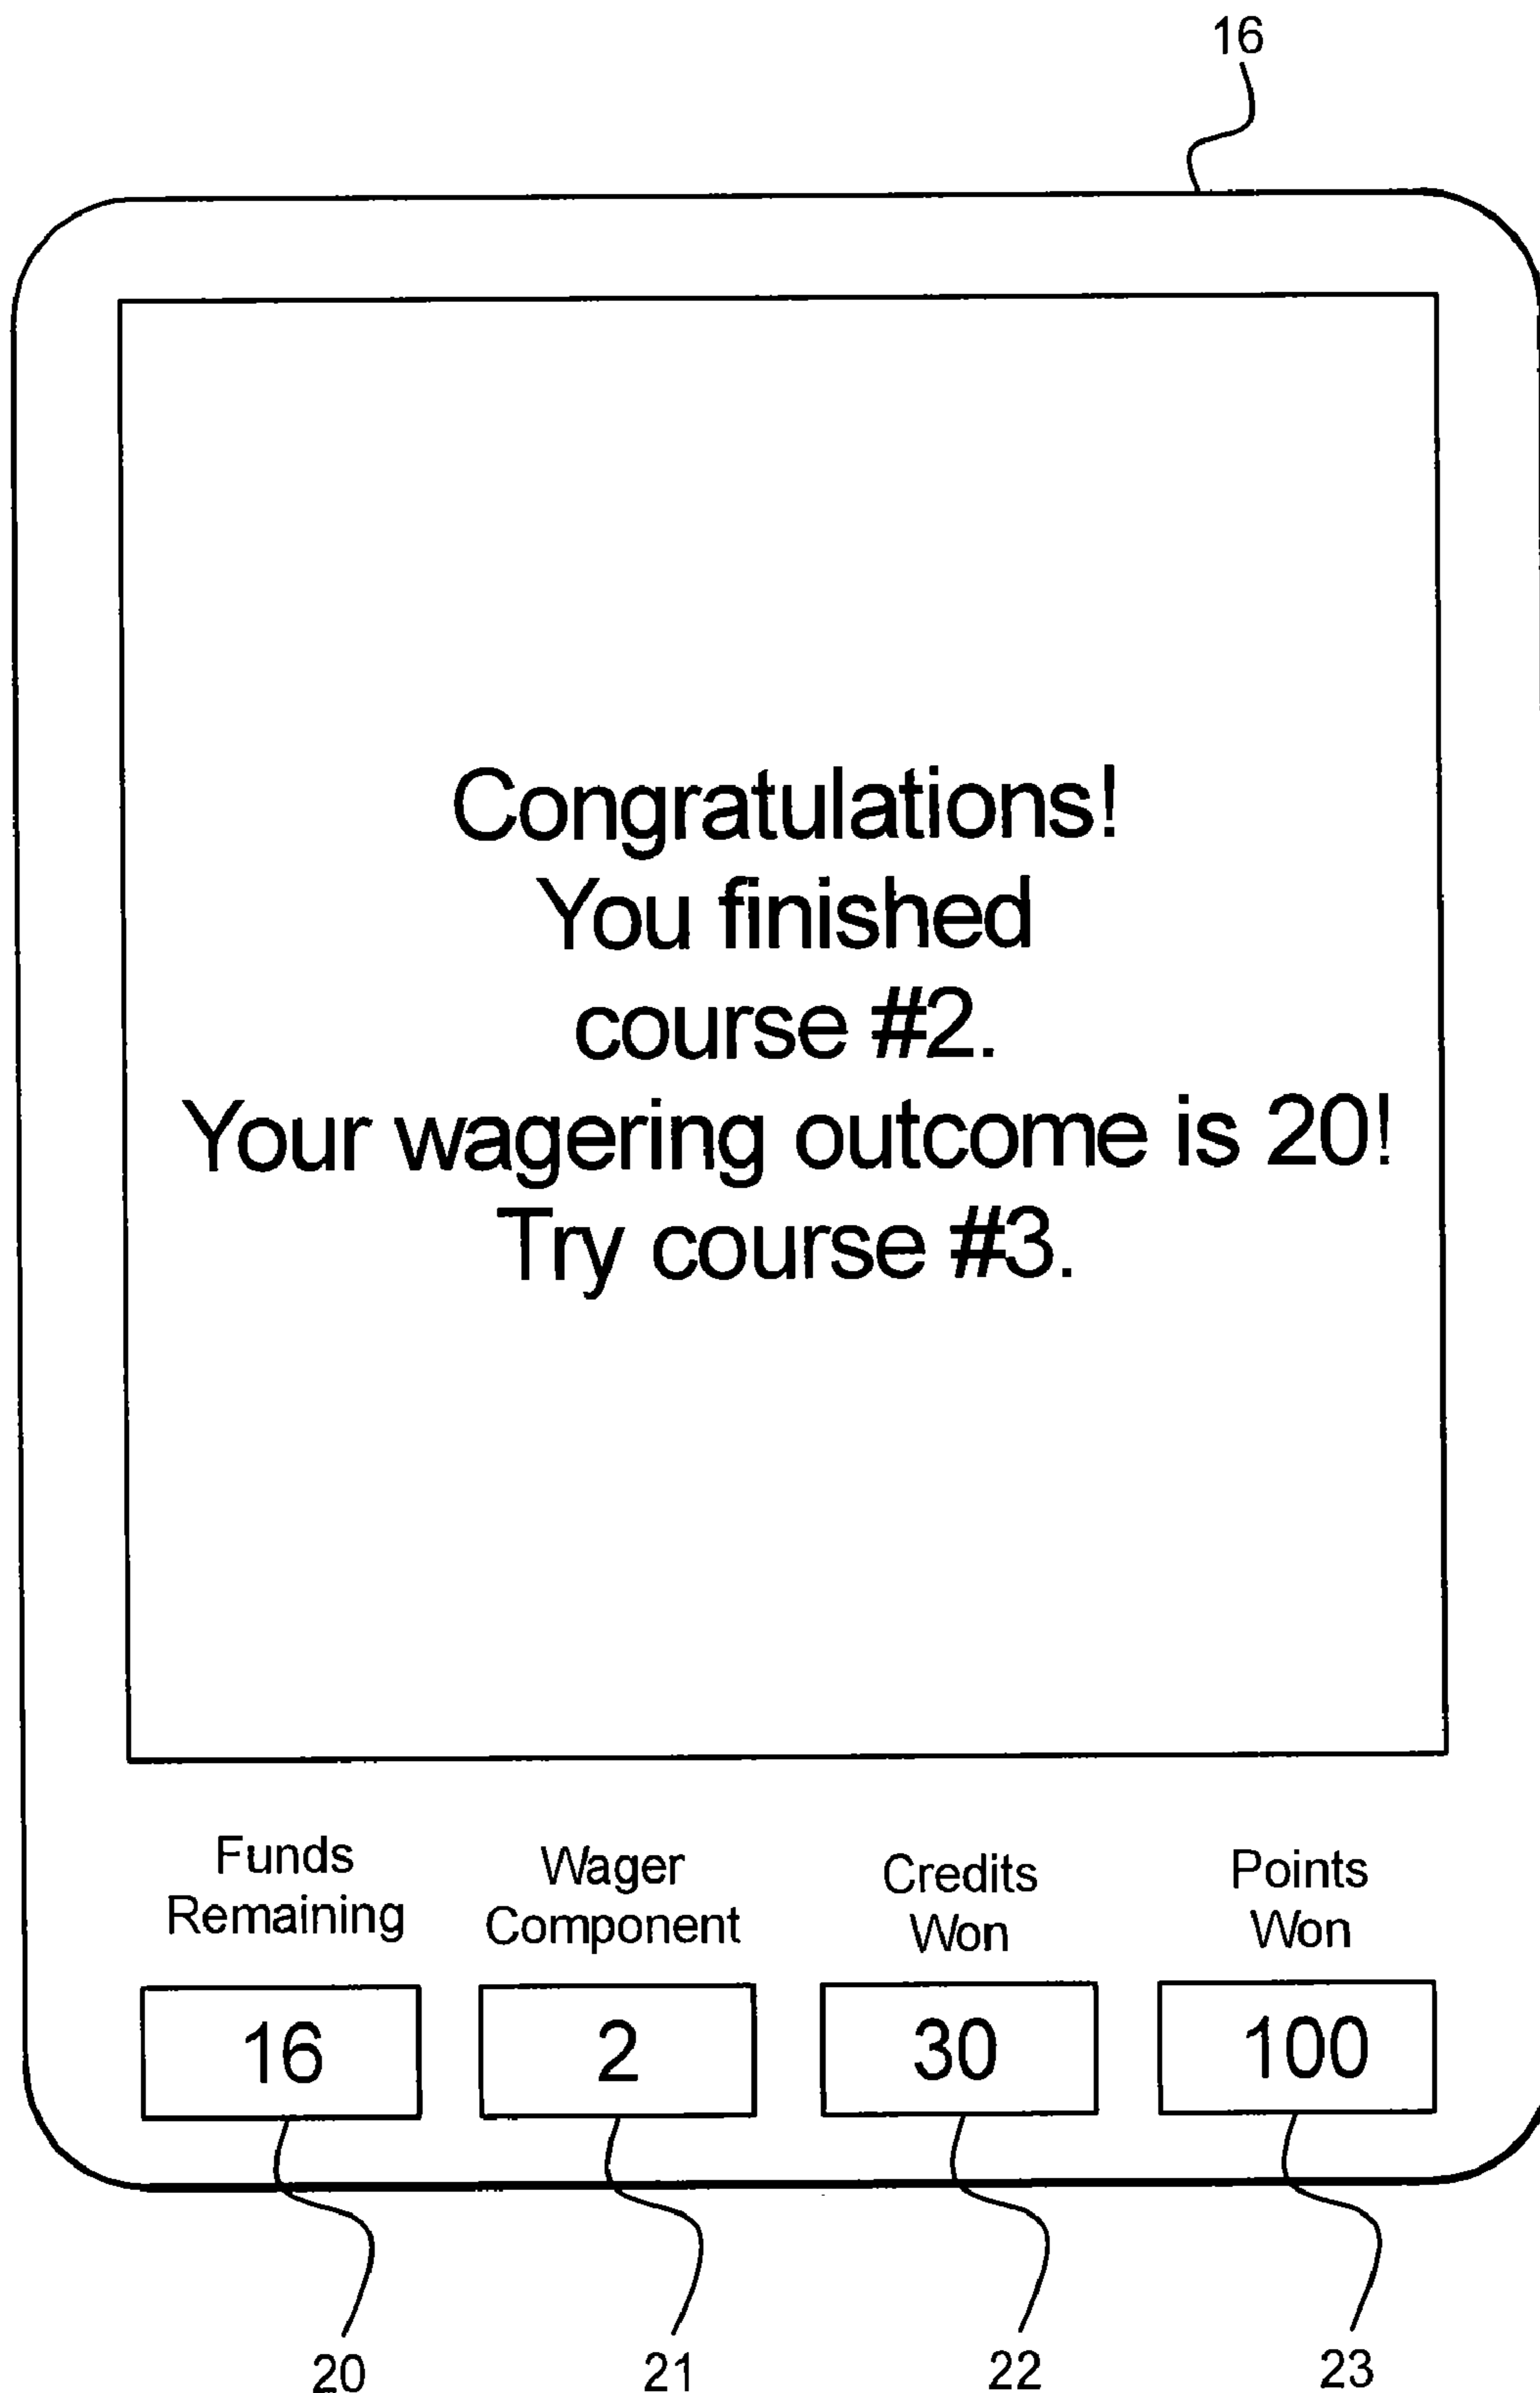 16
Congratulations!
You finished
course #2.
Your wagering outcome is 20!
Try course #3.
Funds
Remaining
Wager
Component
Credits
Won
Points
Won
16
2
30
100
20
21
22
23